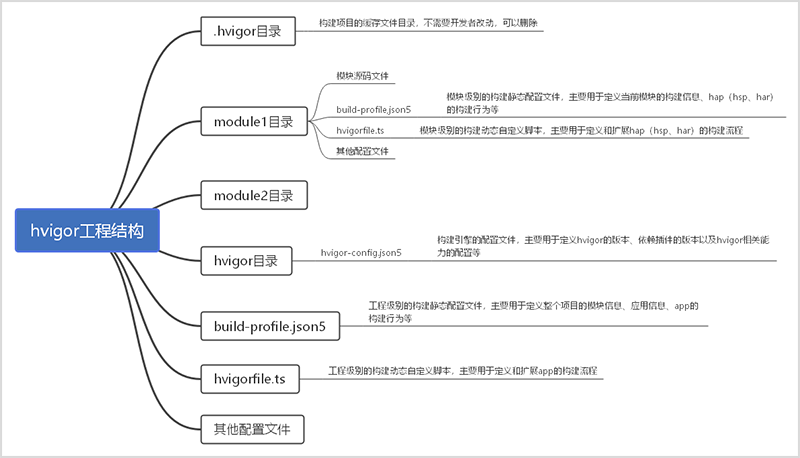 .hvigor目录
构建项目的缓存文件目录，不需要开发者改动，可以删除
模块源码文件
module1目录
build-profile.json5
模块级别的构建静态配置文件，主要用于定义当前模块的构建信息、hap（hsp、har）
的构建行为等
hvigorfile.ts
模块级别的构建动态自定义脚本，主要用于定义和扩展hap（hsp、har）的构建流程
其他配置文件
module2目录
hvigor工程结构
hvigor目录
hvigor-config.json5
构建引擎的配置文件，主要用于定义hvigor的版本、依赖插件的版本以及hvigor相关能
力的配置等
build-profile.json5
工程级别的构建静态配置文件，主要用于定义整个项目的模块信息、应用信息、app的
构建行为等
hvigorfile.ts
工程级别的构建动态自定义脚本，主要用于定义和扩展app的构建流程
其他配置文件